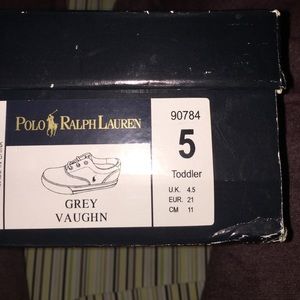 POLO RALPH LAUREN
GREY
VAUGHN
90784
5
Toddler
U.K. 4.5
EUR. 21
CM 11